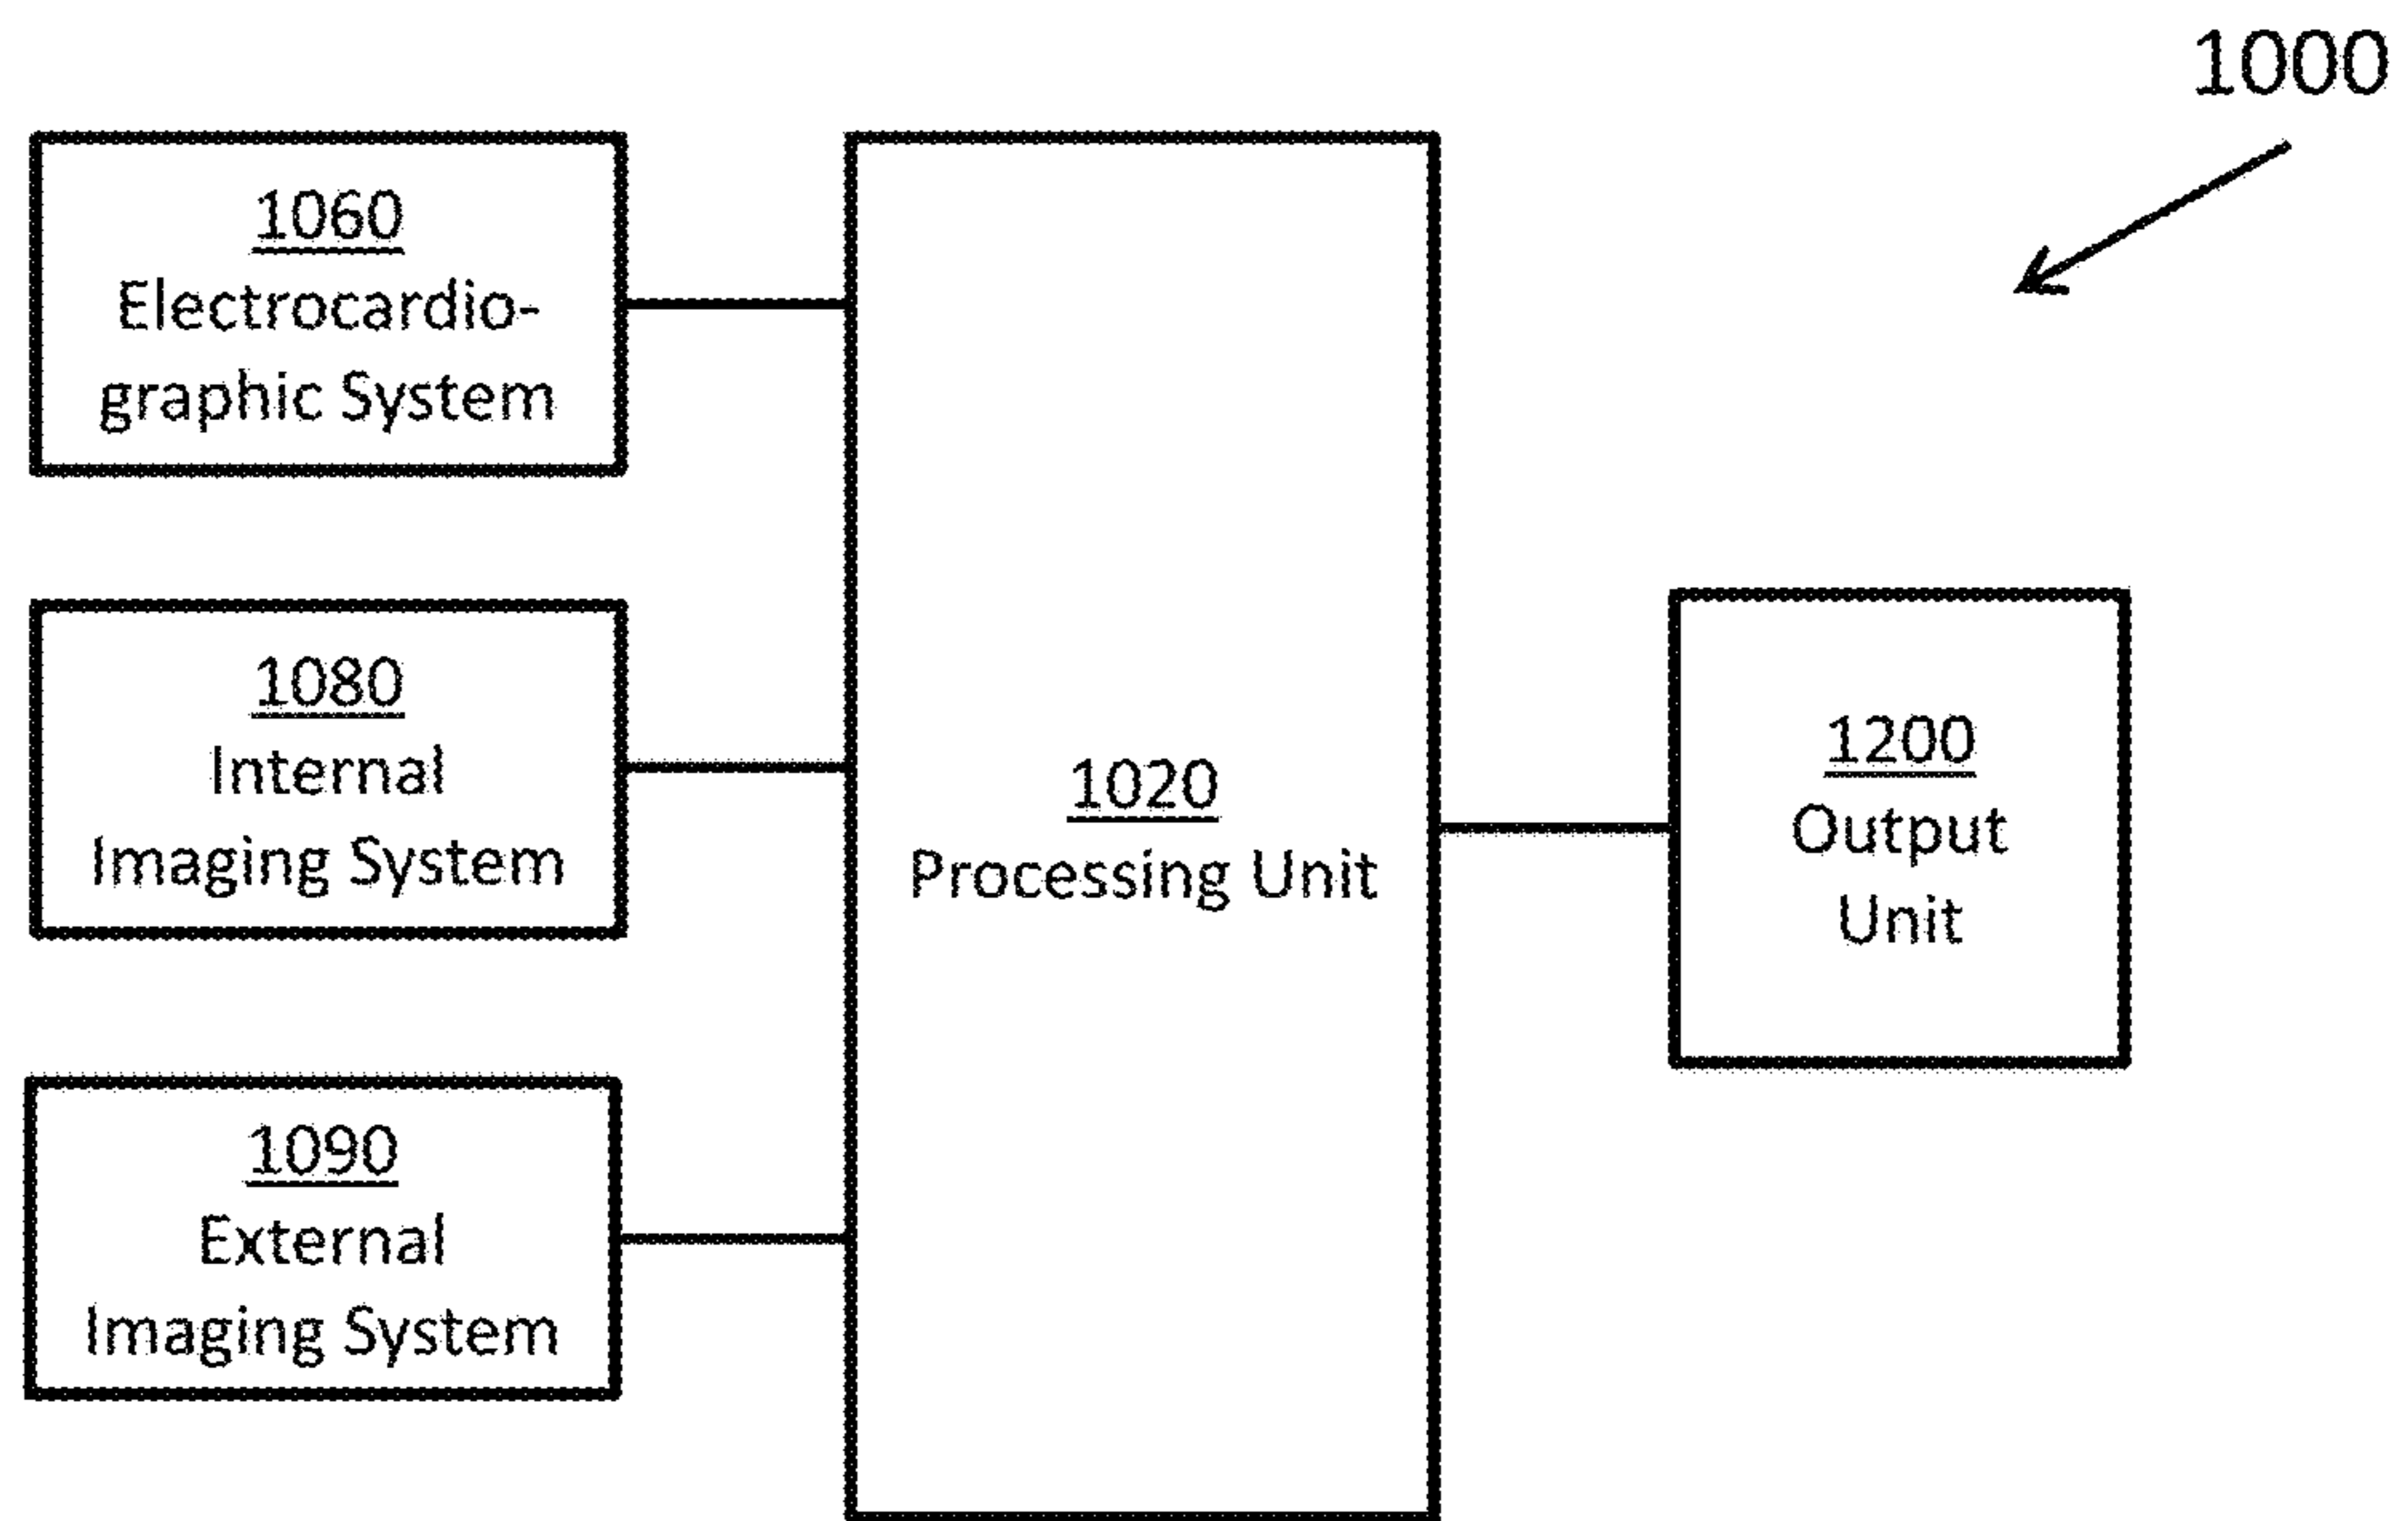 1000
1060
Electrocardio-
graphic System
1080
Internal
Imaging System
1090
External
Imaging System
1020
Processing Unit
1200
Output
Unit